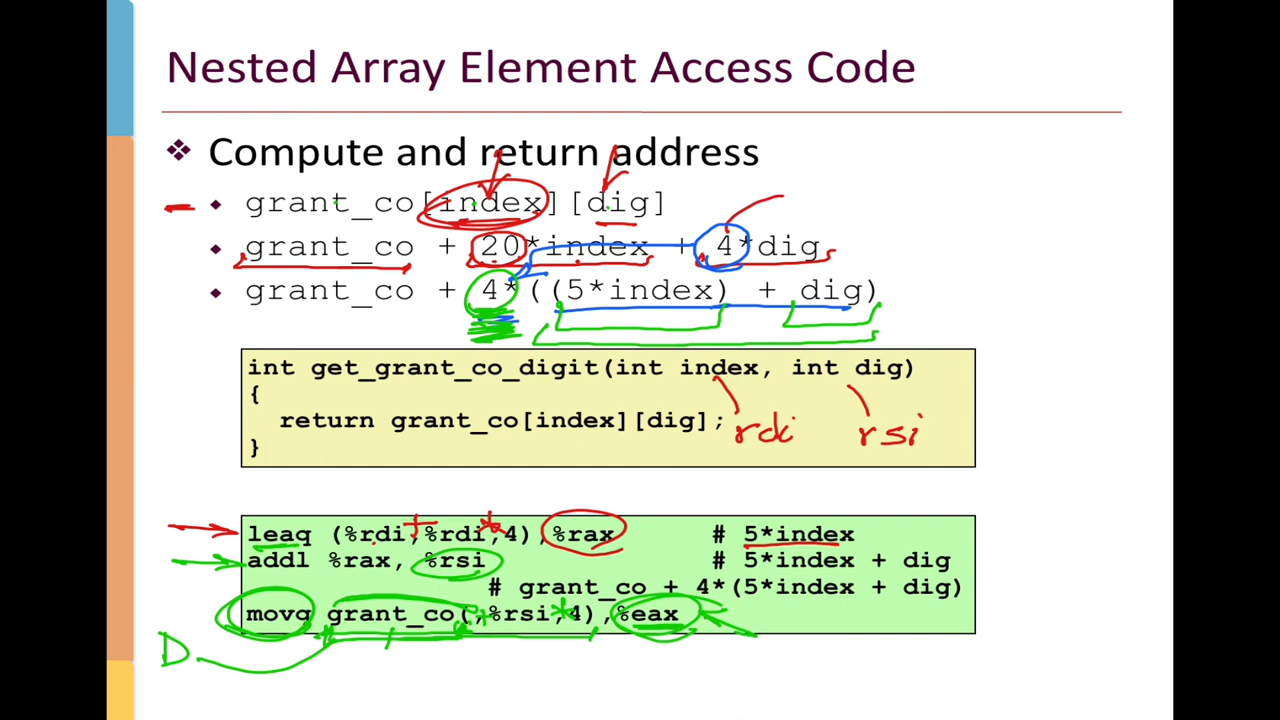 Nested Array Element Access Code
❖ Compute and return address
◆ grant_co[index][dig]
◆ grant_co + 20*index + 4*dig
◆ grant_co + 4*((5*index) + dig)
int get_grant_co_digit(int index, int dig)
{
return grant_co[index][dig];
rdi rsi
}
leaq (%rdi,%rdi,4),%rax # 5*index
addl %rax, %rsi # 5*index + dig
# grant_co + 4*(5*index + dig)
movq grant_co(,%rsi,4),%eax
D